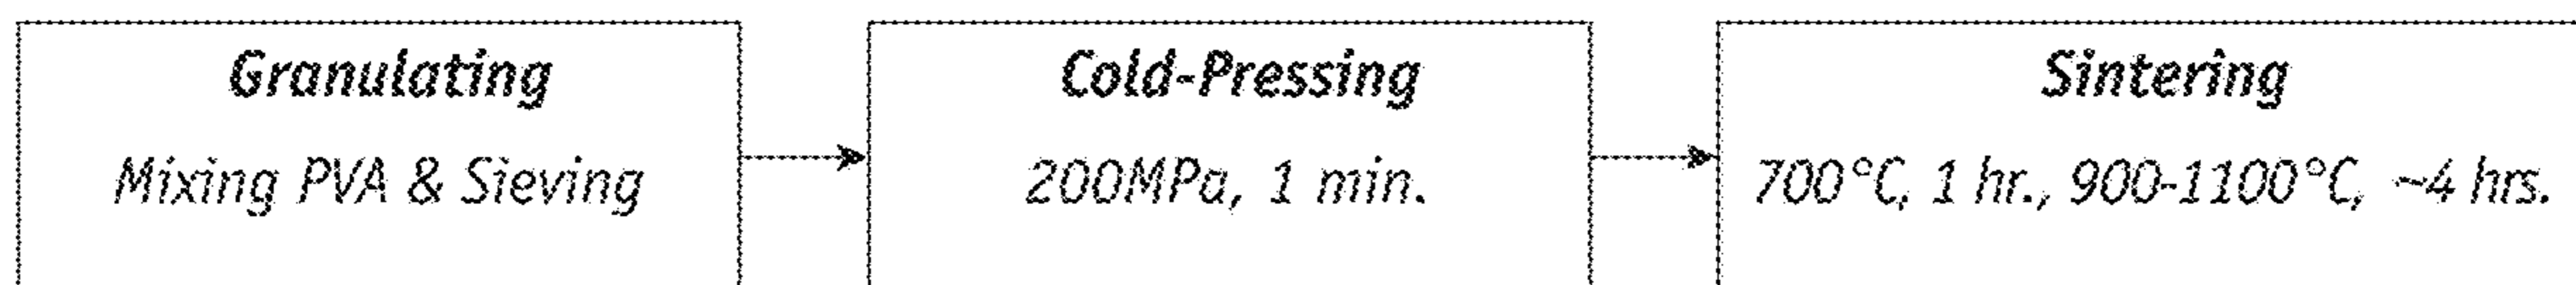 Granulating
Mixing PVA & Sieving
Cold-Pressing
200MPa, 1 min.
Sintering
700°C, 1 hr., 900-1100°C, ~4 hrs.